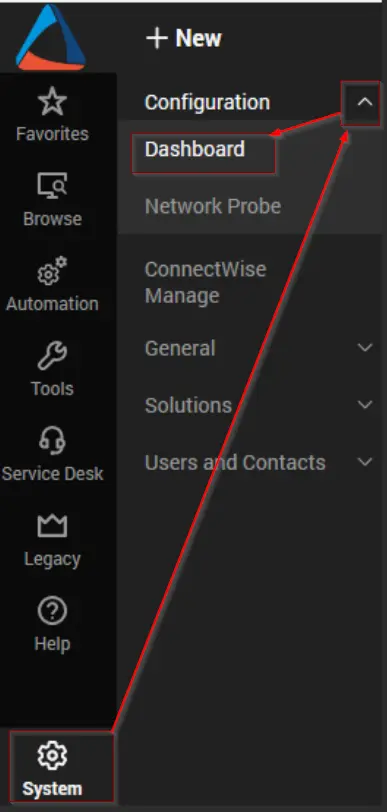 + New
Favorites
Browse
Automation
Tools
Service Desk
Legacy
Help
System
Configuration
Dashboard
Network Probe
ConnectWise
Manage
General
Solutions
Users and Contacts